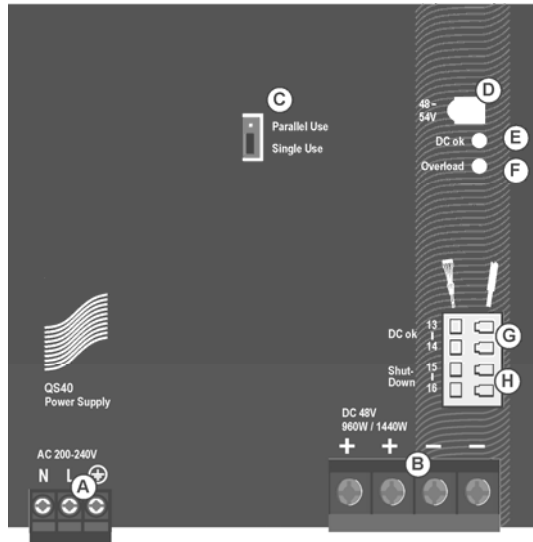 C
Parallel Use
Single Use
D
48 –
54V
DC ok
E
Overload
F
DC ok
13
14
G
Shut-
Down
15
16
H
QS40
Power Supply
DC 48V
960W / 1440W
+ + – –
B
AC 200-240V
N L
A